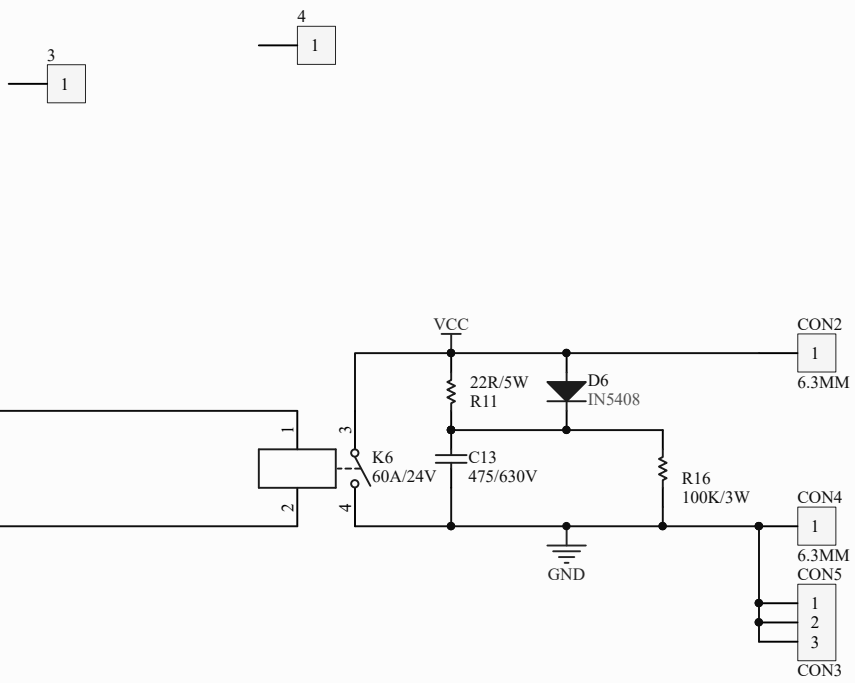 4
1
3
1
VCC
CON2
1
6.3MM
22R/5W
R11
D6
IN5408
1
3
K6
60A/24V
C13
475/630V
R16
100K/3W
2
4
CON4
1
6.3MM
GND
CON5
1
2
3
CON3